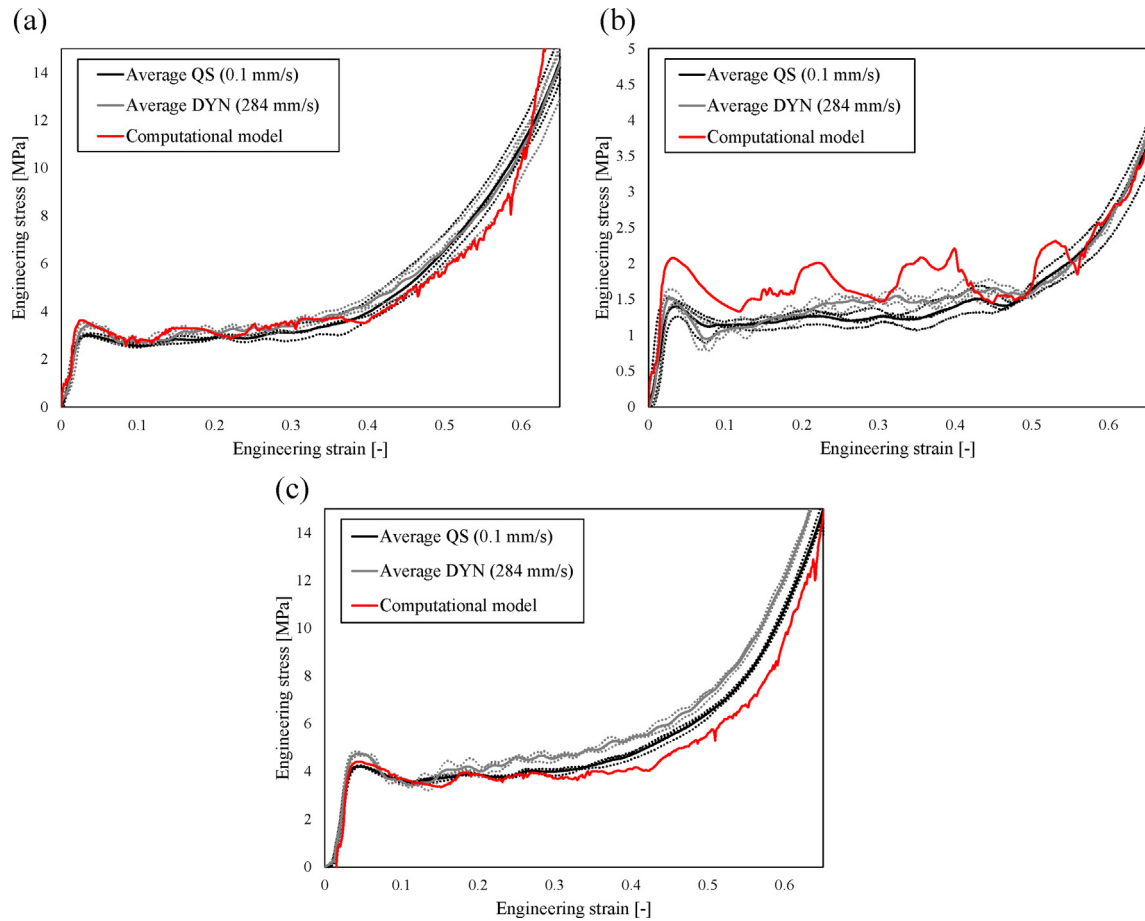 (a)
Average QS (0.1 mm/s)
Average DYN (284 mm/s)
Computational model
Engineering stress [MPa]
14
12
10
8
6
4
2
0
0 0.1 0.2 0.3 0.4 0.5 0.6
Engineering strain [-]
(b)
Average QS (0.1 mm/s)
Average DYN (284 mm/s)
Computational model
Engineering stress [MPa]
5
4.5
4
3.5
3
2.5
2
1.5
1
0.5
0
0 0.1 0.2 0.3 0.4 0.5 0.6
Engineering strain [-]
(c)
Average QS (0.1 mm/s)
Average DYN (284 mm/s)
Computational model
Engineering stress [MPa]
14
12
10
8
6
4
2
0
0 0.1 0.2 0.3 0.4 0.5 0.6
Engineering strain [-]